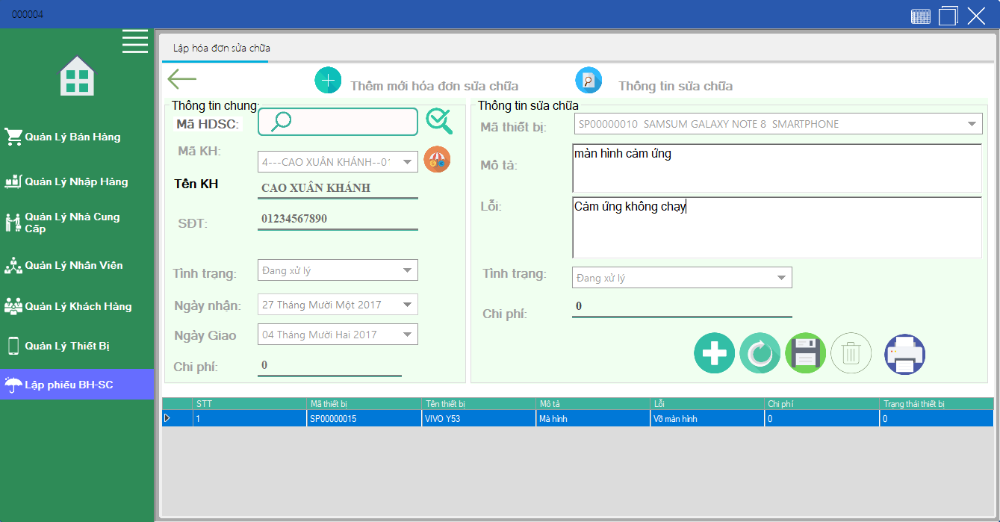 000004
Lập hóa đơn sửa chữa
Thêm mới hóa đơn sửa chữa
Thông tin sửa chữa
Quản Lý Bán Hàng
Quản Lý Nhập Hàng
Quản Lý Nhà Cung
Cấp
Quản Lý Nhân Viên
Quản Lý Khách Hàng
Quản Lý Thiết Bị
Lập phiếu BH-SC
Thông tin chung:
Mã HDSC:
Mã KH:
4---CAO XUÂN KHÁNH--01
Tên KH
CAO XUÂN KHÁNH
SĐT:
01234567890
Tình trạng:
Đang xử lý
Ngày nhận:
27 Tháng Mười Một 2017
Ngày Giao
04 Tháng Mười Hai 2017
Chi phí:
0
Thông tin sửa chữa
Mã thiết bị:
SP00000010 SAMSUM GALAXY NOTE 8 SMARTPHONE
Mô tả:
màn hình cảm ứng
Lỗi:
Cảm ứng không chạy
Tình trạng:
Đang xử lý
Chi phí:
0
STT Mã thiết bị Tên thiết bị Mô tả Lỗi Chi phí Trạng thái thiết bị
1 SP00000015 VIVO Y53 Mà hình Vỡ màn hình 0 0